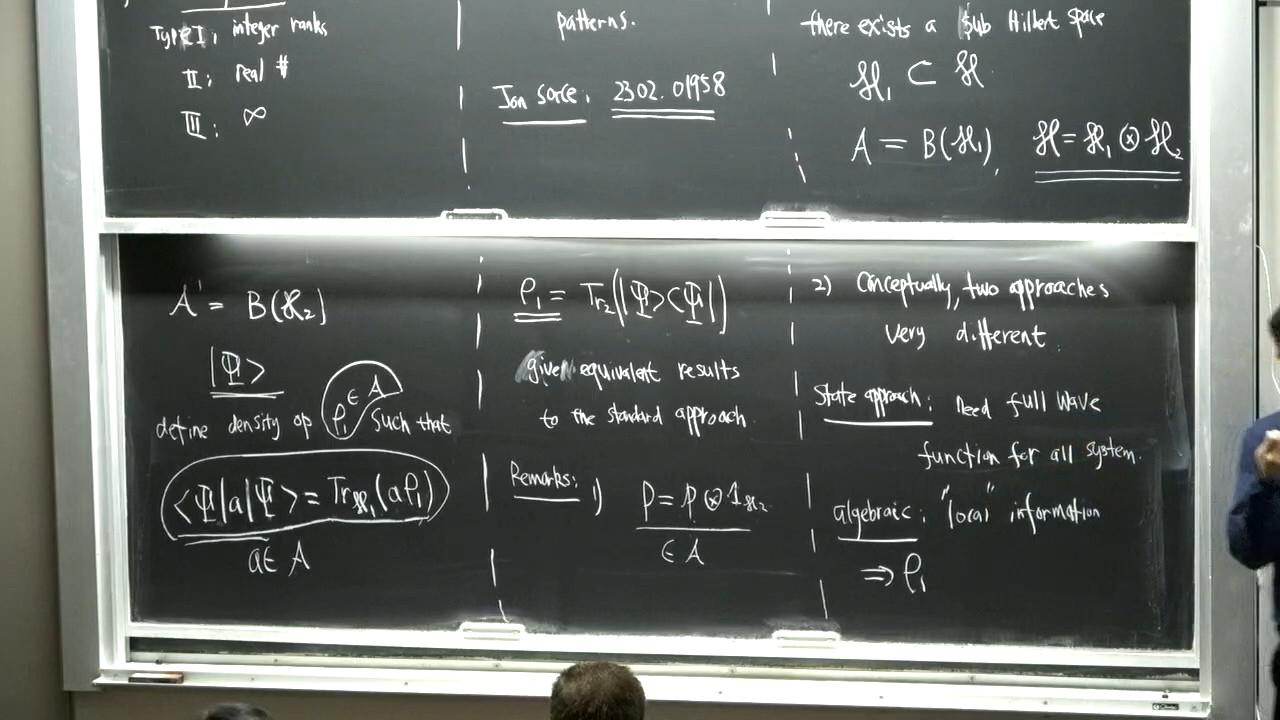 Type I: integer ranks
II: real #
III: ∞
patterns.
Jon Sorce: 2302.01958
there exists a sub Hilbert space
ℋ₁ ⊂ ℋ
A = B(ℋ₁), ℋ = ℋ₁ ⊗ ℋ₂
A' = B(ℋ₂)
|Ψ>
define density op ρ₁ ∈ A such that
<Ψ|a|Ψ> = Tr_ℋ₁(aρ₁)
a ∈ A
ρ₁ = Tr₂(|Ψ><Ψ|)
given equivalent results
to the standard approach.
Remarks: 1) P = P ⊗ 1_ℋ₂
∈ A
2) Conceptually, two approaches
very different
State approach: need full wave
function for all system.
algebraic: "local" information
⇒ ρ₁